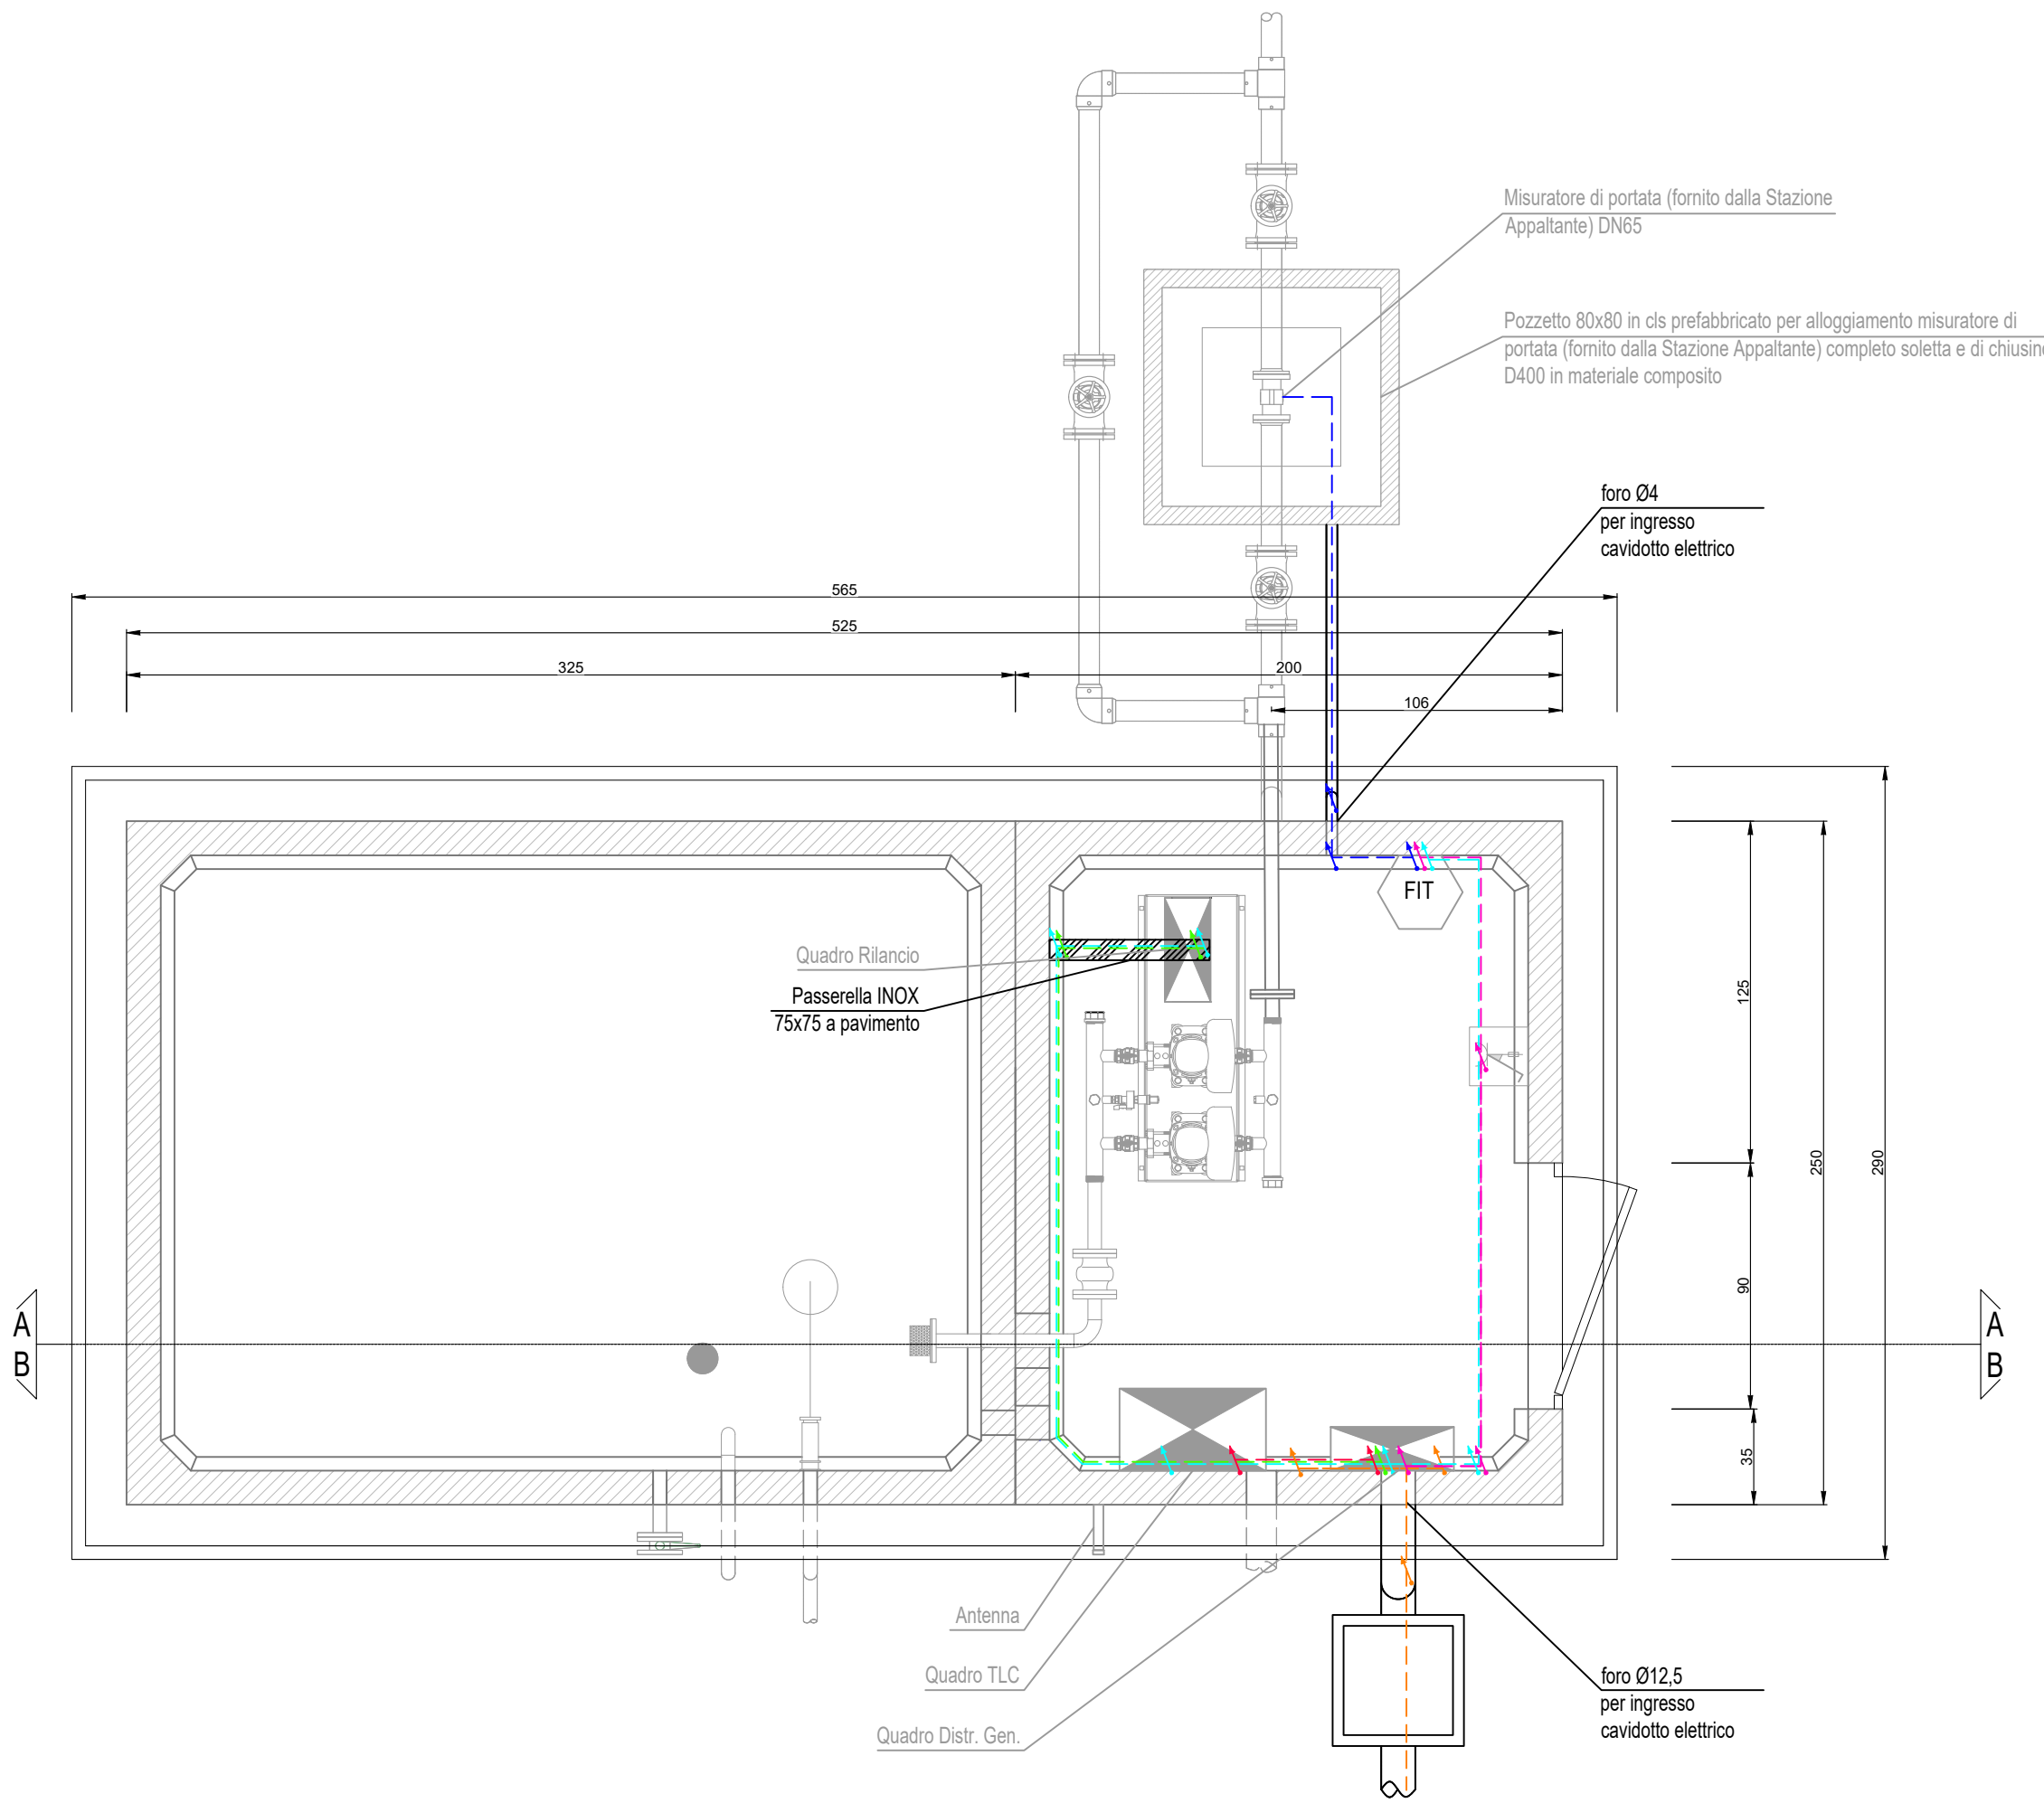 Misuratore di portata (fornito dalla Stazione
Appaltante) DN65
Pozzetto 80x80 in cls prefabbricato per alloggiamento misuratore di
portata (fornito dalla Stazione Appaltante) completo soletta e di chiusino
D400 in materiale composito
foro Ø4
per ingresso
cavidotto elettrico
565
525
325
200
106
FIT
Quadro Rilancio
Passerella INOX
75x75 a pavimento
125
250
290
90
35
A
B
A
B
Antenna
Quadro TLC
Quadro Distr. Gen.
foro Ø12,5
per ingresso
cavidotto elettrico